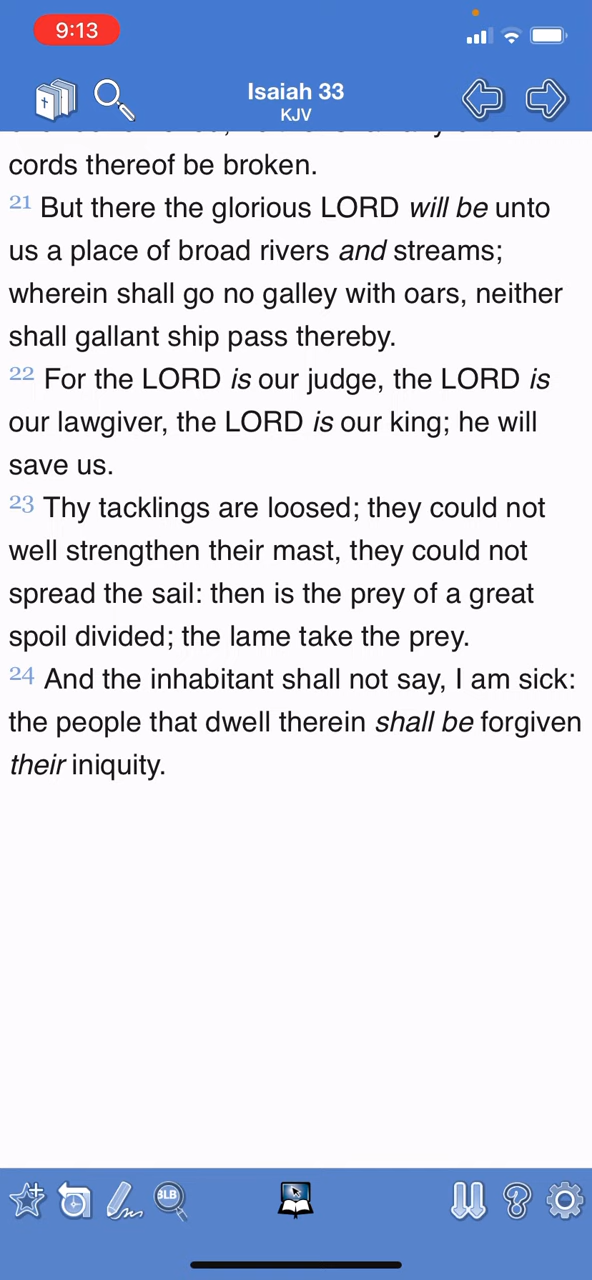 9:13
Isaiah 33
KJV
cords thereof be broken.
21 But there the glorious LORD will be unto
us a place of broad rivers and streams;
wherein shall go no galley with oars, neither
shall gallant ship pass thereby.
22 For the LORD is our judge, the LORD is
our lawgiver, the LORD is our king; he will
save us.
23 Thy tacklings are loosed; they could not
well strengthen their mast, they could not
spread the sail: then is the prey of a great
spoil divided; the lame take the prey.
24 And the inhabitant shall not say, I am sick:
the people that dwell therein shall be forgiven
their iniquity.
BLB